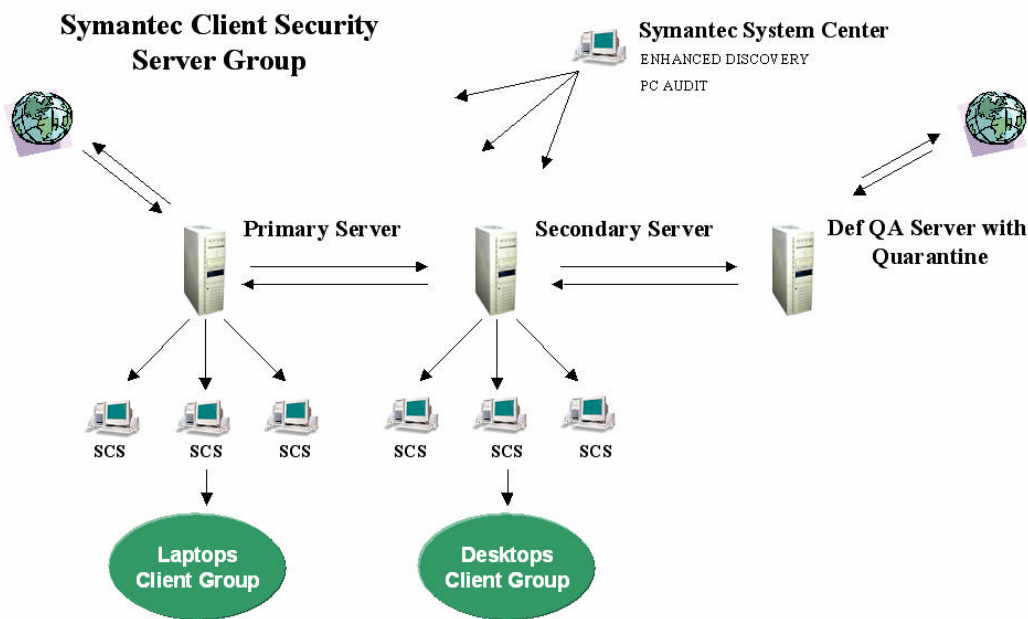 Symantec Client Security
Server Group
Symantec System Center
ENHANCED DISCOVERY
PC AUDIT
Primary Server
Secondary Server
Def QA Server with
Quarantine
SCS
SCS
SCS
SCS
SCS
SCS
Laptops
Client Group
Desktops
Client Group